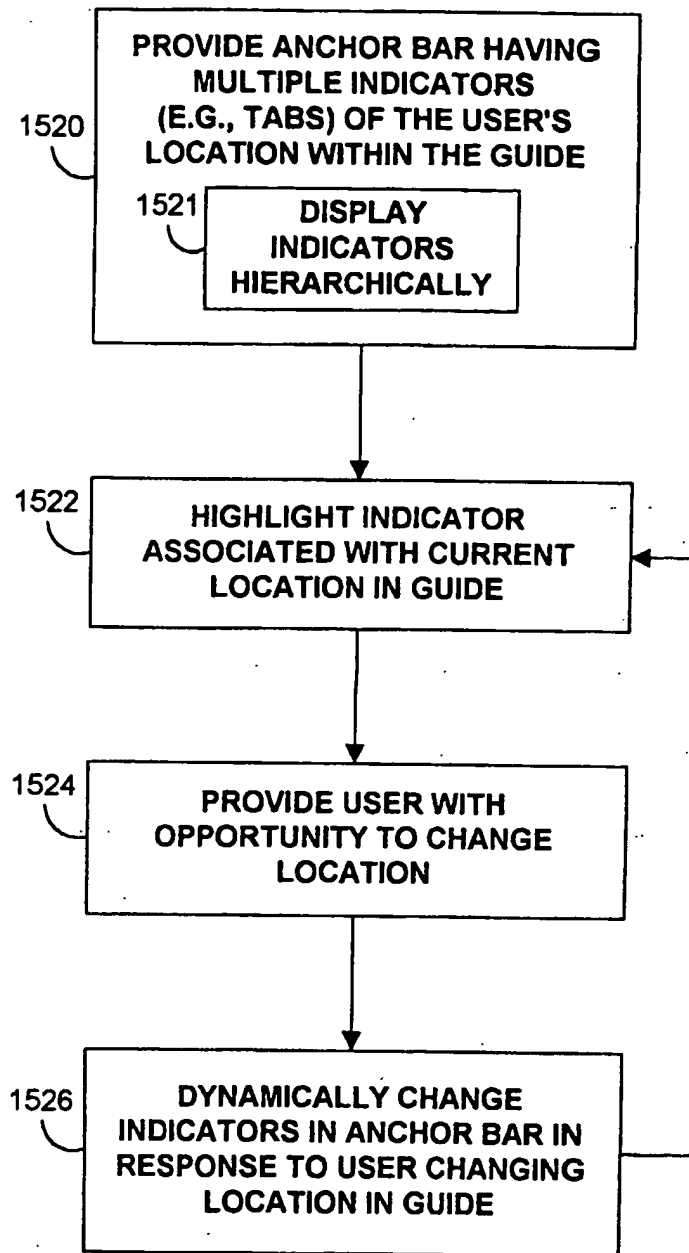 PROVIDE ANCHOR BAR HAVING
MULTIPLE INDICATORS
(E.G., TABS) OF THE USER'S
LOCATION WITHIN THE GUIDE
1520
1521
DISPLAY
INDICATORS
HIERARCHICALLY
1522
HIGHLIGHT INDICATOR
ASSOCIATED WITH CURRENT
LOCATION IN GUIDE
1524
PROVIDE USER WITH
OPPORTUNITY TO CHANGE
LOCATION
1526
DYNAMICALLY CHANGE
INDICATORS IN ANCHOR BAR IN
RESPONSE TO USER CHANGING
LOCATION IN GUIDE